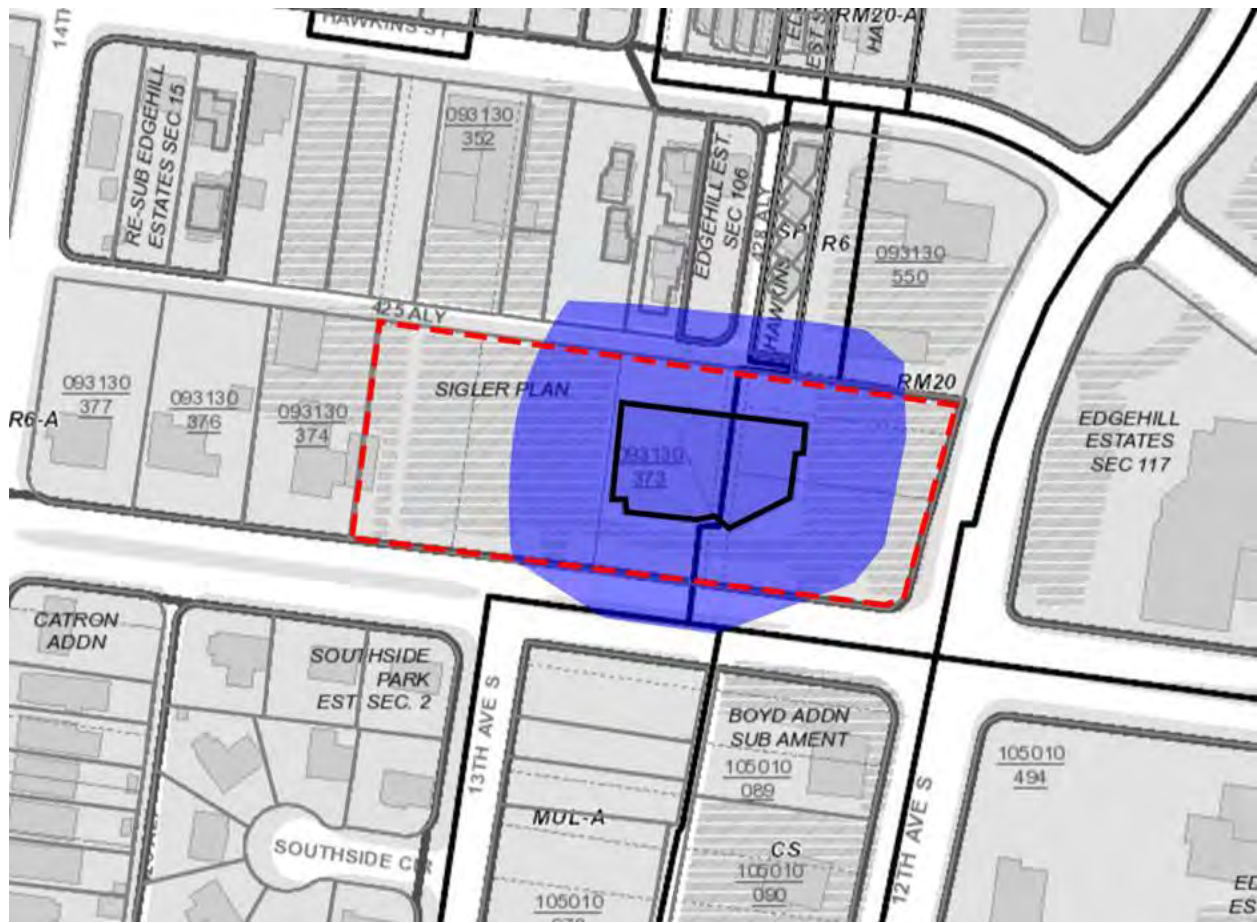 14TH
HAWKINS ST
RM20-A
RE-SUB EDGEHILL
ESTATES SEC.15
093130
352
EDGEHILL EST.
SEC 106
428 ALY
HAWKINS
SP
R6
093130
550
425 ALY
SIGLER PLAN
RM20
EDGEHILL
ESTATES
SEC 117
093130
377
093130
376
093130
374
093130
373
R6-A
CATRON
ADDN
SOUTHSIDE
PARK
EST. SEC. 2
13TH AVE S
BOYD ADDN
SUB AMENT
105010
089
105010
494
MUL-A
CS
105010
090
12TH AVE S
SOUTHSIDE
105010